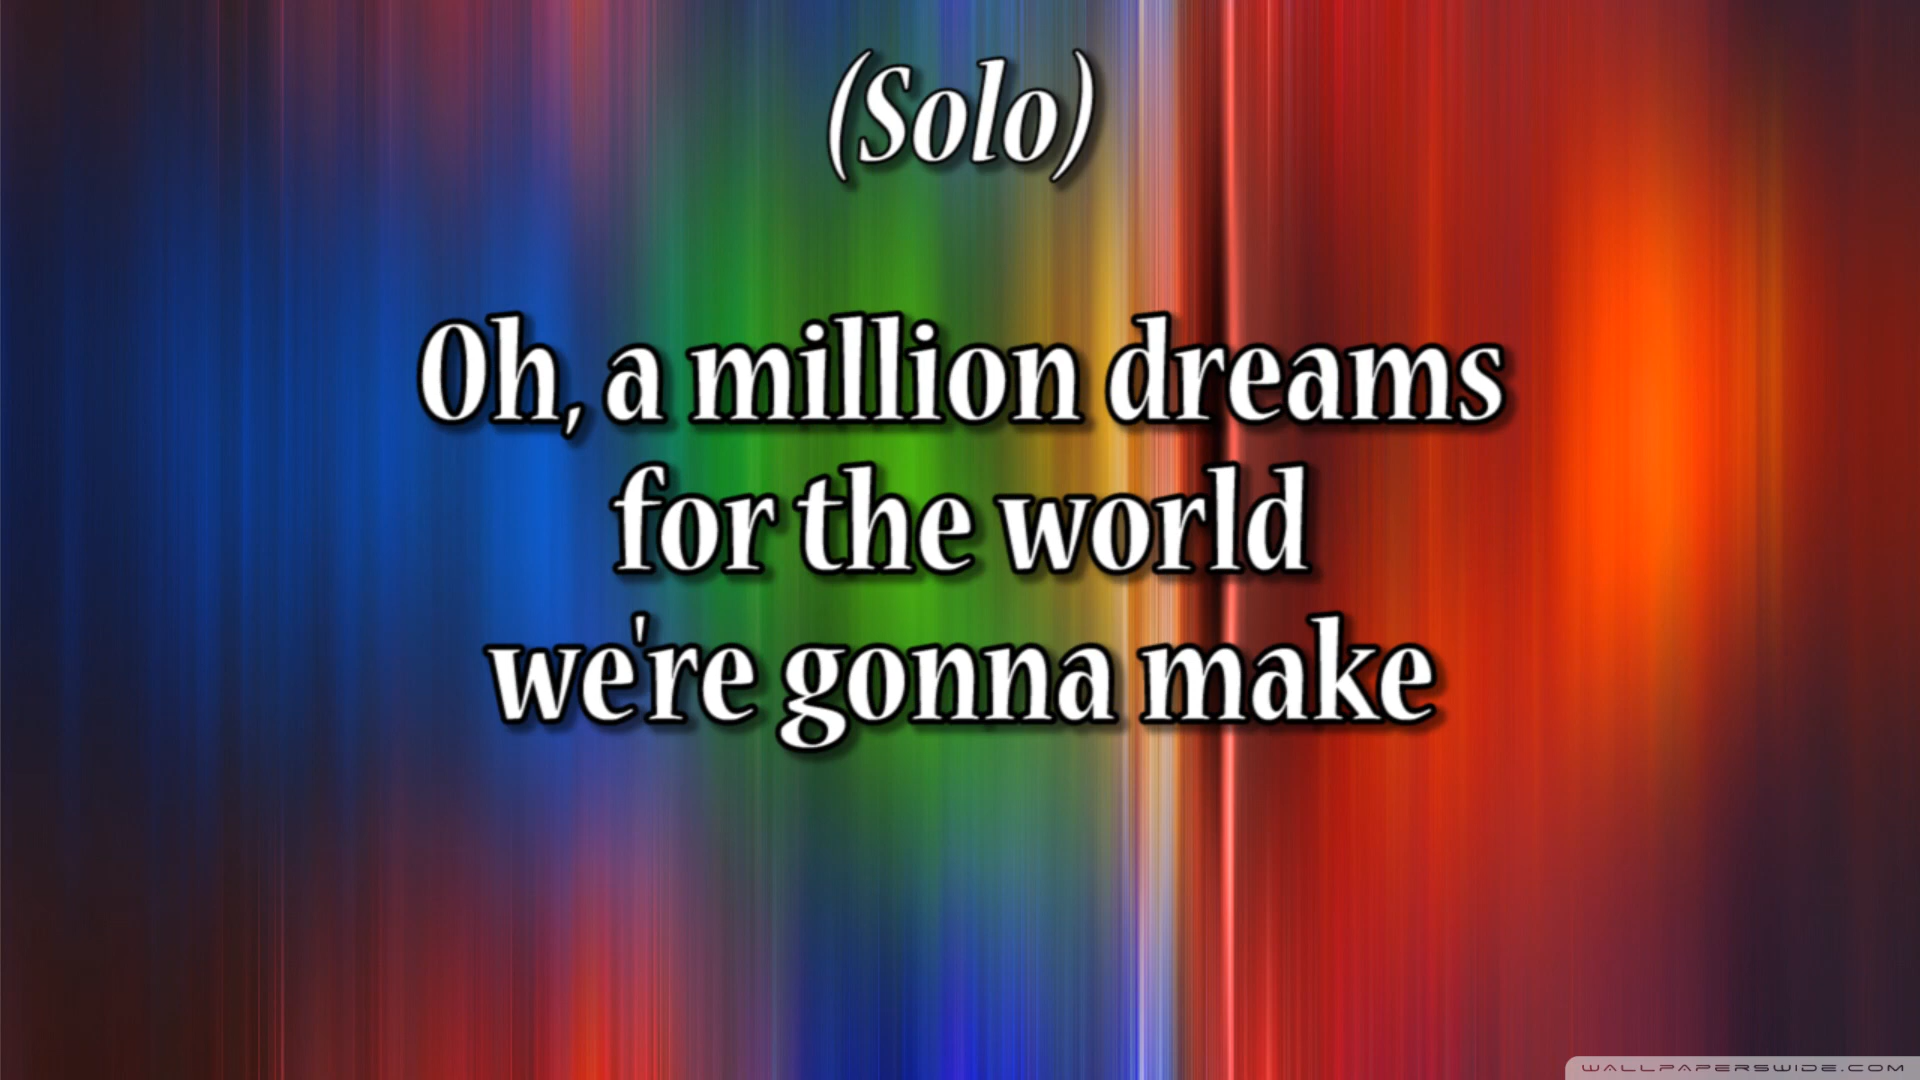 (Solo)
Oh, a million dreams
for the world
we're gonna make
WALLPAPERSWIDE.COM